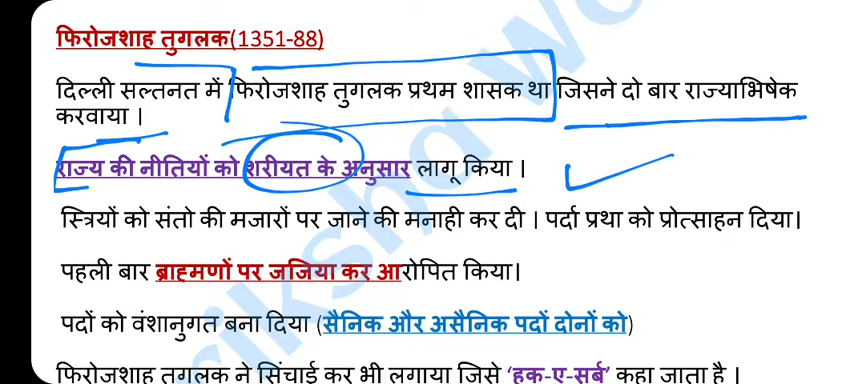 फिरोजशाह तुगलक(1351-88)
दिल्ली सल्तनत में फिरोजशाह तुगलक प्रथम शासक था जिसने दो बार राज्याभिषेक
करवाया ।
राज्य की नीतियों को शरीयत के अनुसार लागू किया ।
स्त्रियों को संतो की मजारों पर जाने की मनाही कर दी । पर्दा प्रथा को प्रोत्साहन दिया।
पहली बार ब्राह्मणों पर जजिया कर आरोपित किया।
पदों को वंशानुगत बना दिया (सैनिक और असैनिक पदों दोनों को)
फिरोजशाह तुगलक ने सिंचाई कर भी लगाया जिसे ‘हक-ए-सर्ब’ कहा जाता है ।